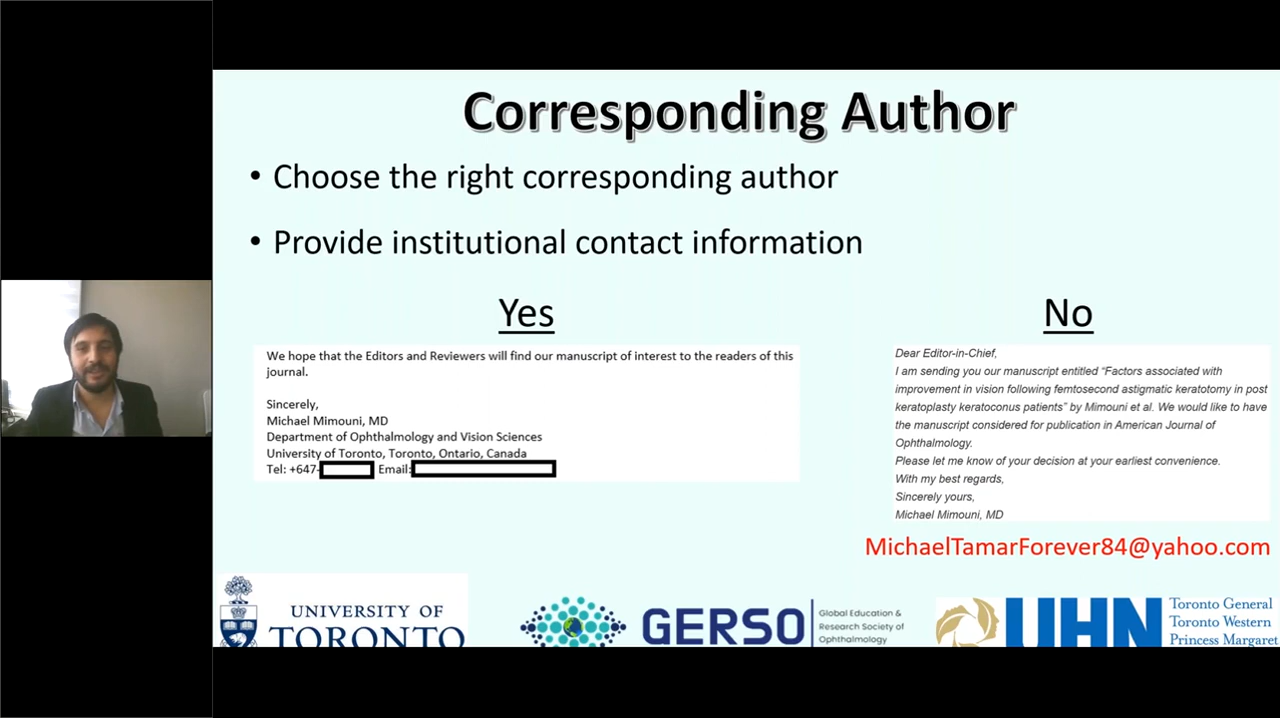 Corresponding Author
• Choose the right corresponding author
• Provide institutional contact information
Yes
We hope that the Editors and Reviewers will find our manuscript of interest to the readers of this
journal.
Sincerely,
Michael Mimouni, MD
Department of Ophthalmology and Vision Sciences
University of Toronto, Toronto, Ontario, Canada
Tel: +647- Email:
No
Dear Editor-in-Chief,
I am sending you our manuscript entitled “Factors associated with
improvement in vision following femtosecond astigmatic keratotomy in post
keratoplasty keratoconus patients” by Mimouni et al. We would like to have
the manuscript considered for publication in American Journal of
Ophthalmology.
Please let me know of your decision at your earliest convenience.
With my best regards,
Sincerely yours,
Michael Mimouni, MD
MichaelTamarForever84@yahoo.com
UNIVERSITY OF
TORONTO
GERSO
Global Education &
Research Society of
Ophthalmology
UHN
Toronto General
Toronto Western
Princess Margaret